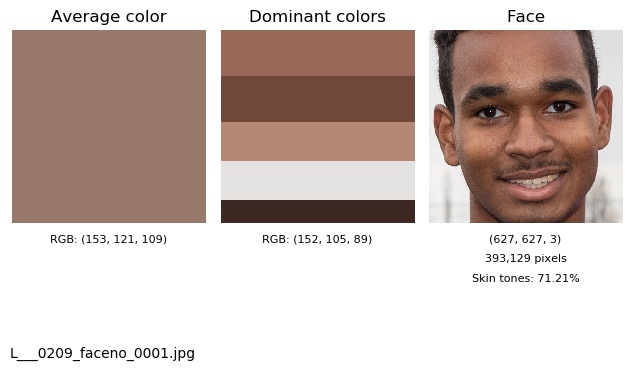 Average color
Dominant colors
Face
RGB: (153, 121, 109)
RGB: (152, 105, 89)
(627, 627, 3)
393,129 pixels
Skin tones: 71.21%
L___0209_faceno_0001.jpg